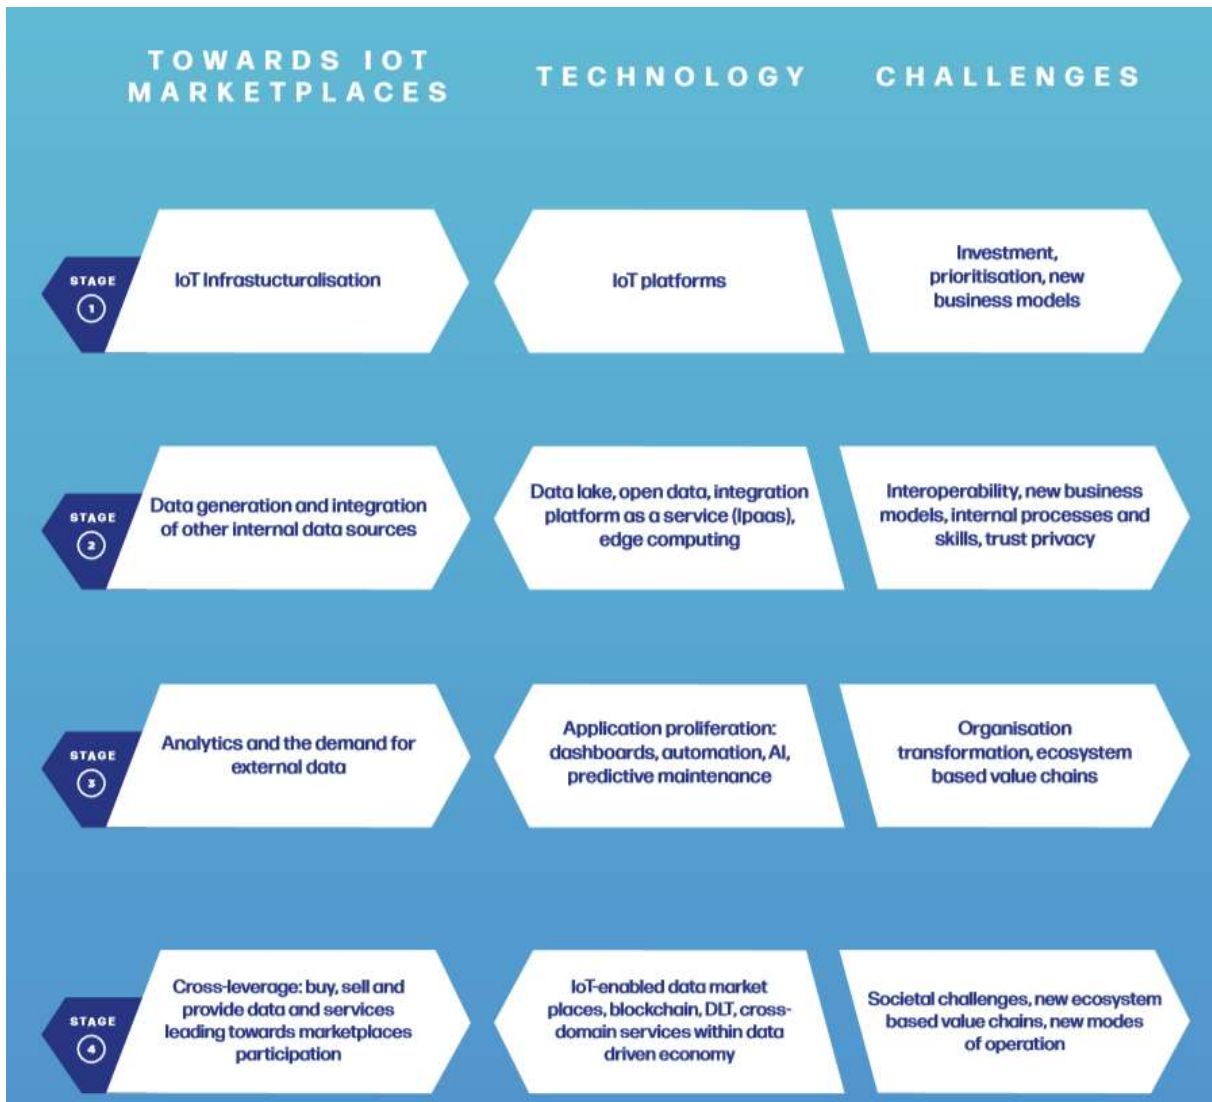 TOWARDS IOT
MARKETPLACES
TECHNOLOGY
CHALLENGES
STAGE
1
IoT Infrastucturalisation
IoT platforms
Investment,
prioritisation, new
business models
STAGE
2
Data generation and integration
of other internal data sources
Data lake, open data, integration
platform as a service (Ipaas),
edge computing
Interoperability, new business
models, internal processes and
skills, trust privacy
STAGE
3
Analytics and the demand for
external data
Application proliferation:
dashboards, automation, AI,
predictive maintenance
Organisation
transformation, ecosystem
based value chains
STAGE
4
Cross-leverage: buy, sell and
provide data and services
leading towards marketplaces
participation
IoT-enabled data market
places, blockchain, DLT, cross-
domain services within data
driven economy
Societal challenges, new ecosystem
based value chains, new modes
of operation